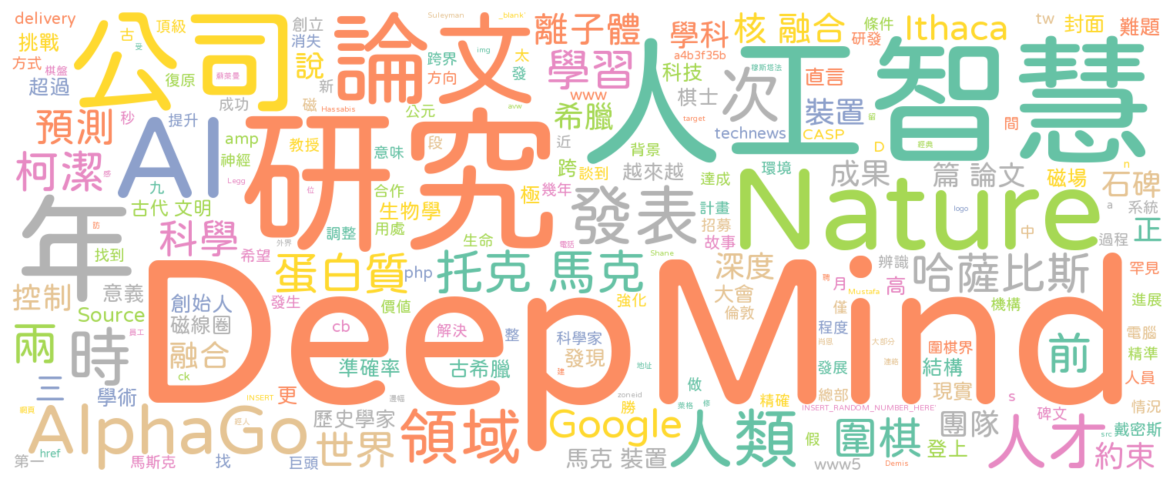 delivery
古
頂級
創立
消失
Suleyman
_blank'
離子體
學科
核 融合
Ithaca
tw
封面
難題
挑戰
方式
棋盤
公司
論文
說
跨界
方向
img
太
發
a4b3f35b
條件
研發
超過
復原
新
學習
科技
人工智慧
直言
成功
磁
Hassabis
www
棋士
次
裝置
預測
秒
提升
公元
希臘
technews
CASP
target
間
柯潔
AI
amp
神經
教授
研究
意味
段
近
背景
D
經典
九
合作
跨
談到
越來越
環境
成果
篇 論文
磁場
石碑
n
Legg
位
極
幾年
達成
Nature
a
系統
年
古代 文明
生物學
用處
發表
計畫
招募
故事
logo
中
正
過程
找到
科學
調整
外界
希望
生命
電話
Shane
辨識
罕見
控制
意義
蛋白質
php
托克 馬克
深度
大會
倫敦
月
高
哈薩比斯
Source
創始人
發生
價值
強化
僅
Mustafa
機構
進展
兩
時
磁線圈
cb
解決
整
科學家
程度
電腦
融合
DeepMind
準確率
古希臘
發現
地址
圍棋界
前
精準
三
ck
學術
更
zoneid
做
發展
結構
人員
INSERT
總部
現實
AlphaGo
歷史學家
Google
勝
精確
INSERT_RANDOM_NUMBER_HERE'
s
碑文
情況
世界
領域
人類
假
圍棋
團隊
人才
src
戴密斯
第一
href
馬斯克
找
巨頭
馬克 裝置
www5
登上
Demis
約束